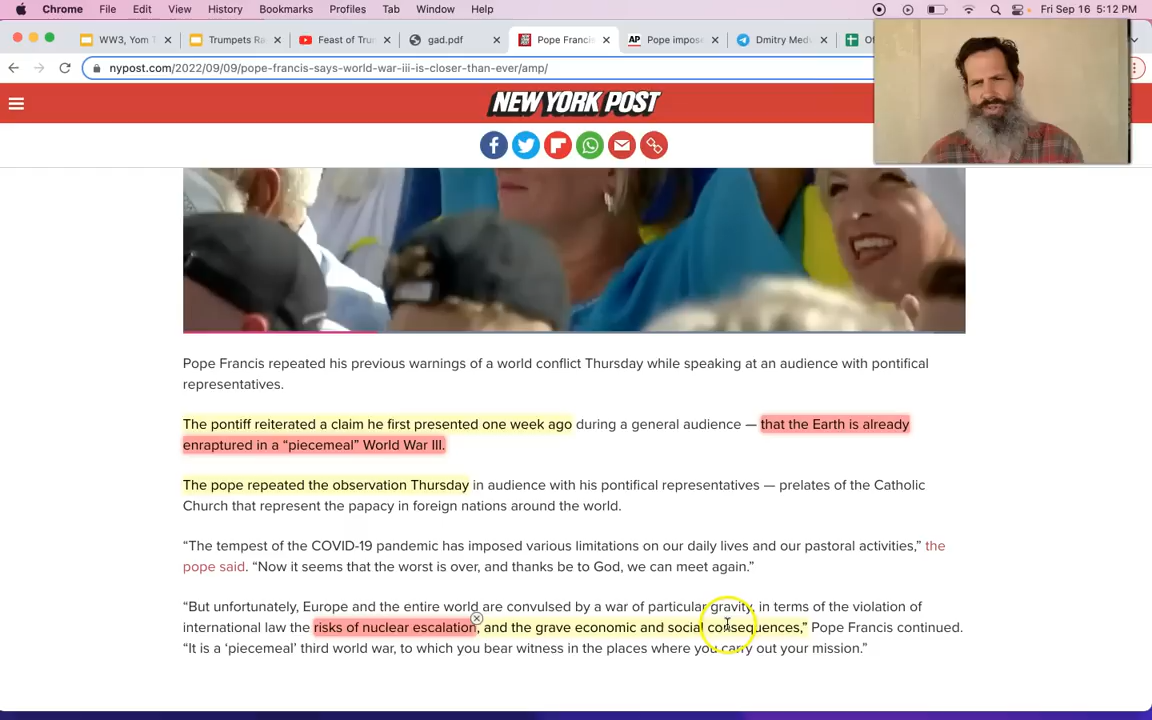 Chrome File Edit View History Bookmarks Profiles Tab Window Help Fri Sep 16 5:12 PM
WW3, Yom T Trumpets Ra Feast of Tru gad.pdf Pope Franci AP Pope impos Dmitry Med
nypost.com/2022/09/09/pope-francis-says-world-war-iii-is-closer-than-ever/amp/
NEW YORK POST
Pope Francis repeated his previous warnings of a world conflict Thursday while speaking at an audience with pontifical
representatives.
The pontiff reiterated a claim he first presented one week ago during a general audience — that the Earth is already
enraptured in a “piecemeal” World War III.
The pope repeated the observation Thursday in audience with his pontifical representatives — prelates of the Catholic
Church that represent the papacy in foreign nations around the world.
“The tempest of the COVID-19 pandemic has imposed various limitations on our daily lives and our pastoral activities,” the
pope said. “Now it seems that the worst is over, and thanks be to God, we can meet again.”
“But unfortunately, Europe and the entire world are convulsed by a war of particular gravity, in terms of the violation of
international law the risks of nuclear escalation, and the grave economic and social consequences,” Pope Francis continued.
“It is a ‘piecemeal’ third world war, to which you bear witness in the places where you carry out your mission.”